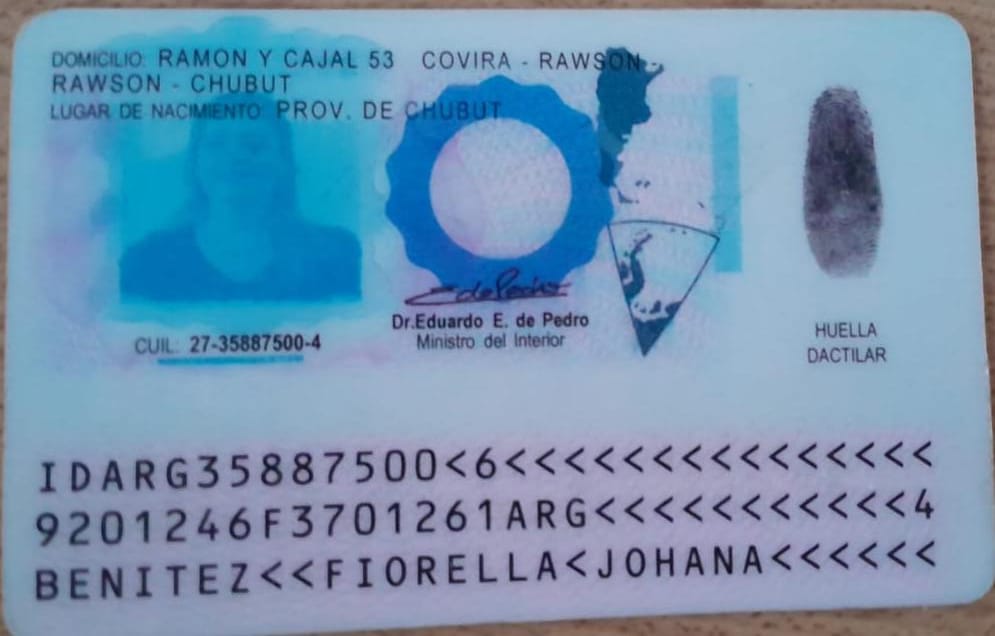 DOMICILIO: RAMON Y CAJAL 53 COVIRA - RAWSON -
RAWSON - CHUBUT
LUGAR DE NACIMIENTO: PROV. DE CHUBUT
Dr.Eduardo E. de Pedro
Ministro del Interior
CUIL: 27-35887500-4
HUELLA
DACTILAR
IDARG35887500<6<<<<<<<<<<<<<<<
9201246F3701261ARG<<<<<<<<<<<4
BENITEZ<<FIORELLA<JOHANA<<<<<<